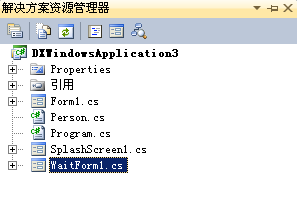 解决方案资源管理器
DXWindowsApplication3
Properties
引用
Form1.cs
Person.cs
Program.cs
SplashScreen1.cs
WaitForm1.cs